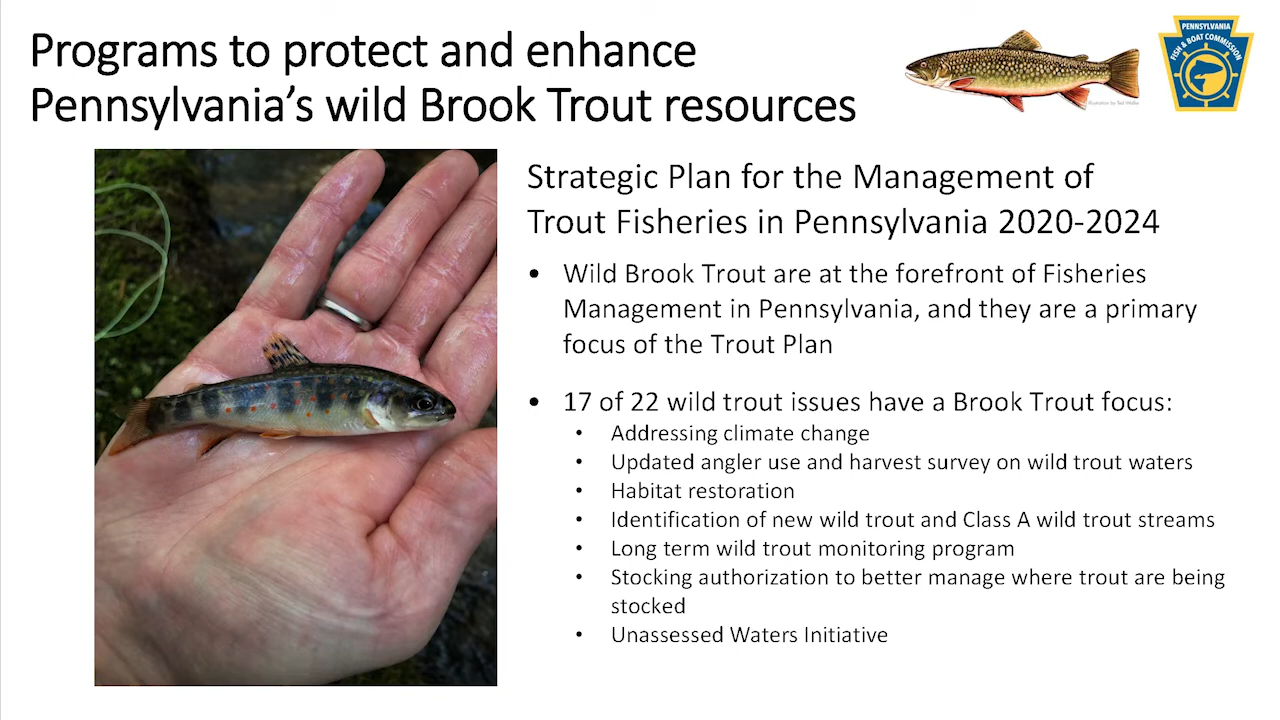 Programs to protect and enhance
Pennsylvania's wild Brook Trout resources
Illustration by Ted Walke
PENNSYLVANIA
FISH & BOAT COMMISSION
Strategic Plan for the Management of
Trout Fisheries in Pennsylvania 2020-2024
• Wild Brook Trout are at the forefront of Fisheries
Management in Pennsylvania, and they are a primary
focus of the Trout Plan
• 17 of 22 wild trout issues have a Brook Trout focus:
• Addressing climate change
• Updated angler use and harvest survey on wild trout waters
• Habitat restoration
• Identification of new wild trout and Class A wild trout streams
• Long term wild trout monitoring program
• Stocking authorization to better manage where trout are being
stocked
• Unassessed Waters Initiative